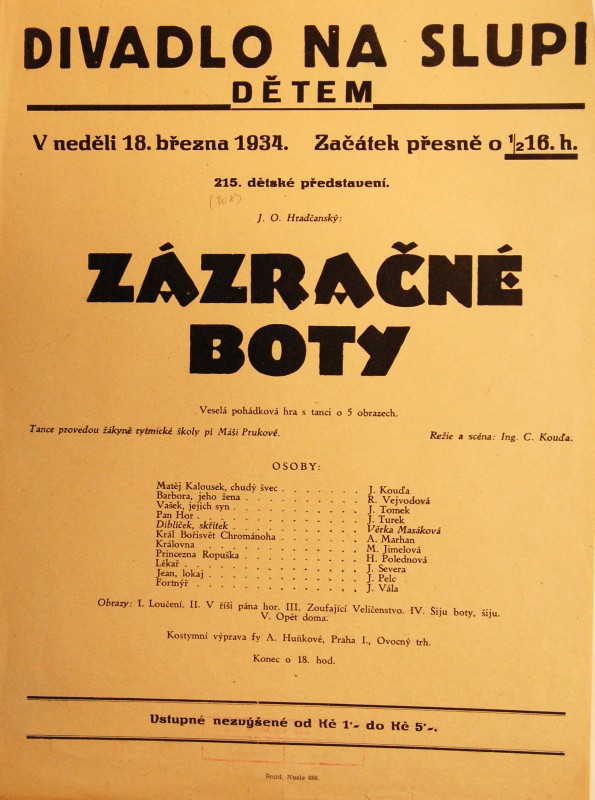 DIVADLO NA SLUPI
DĚTEM
V neděli 18. března 1934. Začátek přesně o ½16. h.
215. dětské představení.
(208)
J. O. Hradčanský:
ZÁZRAČNÉ
BOTY
Veselá pohádková hra s tanci o 5 obrazech.
Tance provedou žákyně rytmické školy pí Máši Prukové.
Režie a scéna: Ing. C. Kouďa.
OSOBY:
Matěj Kalousek, chudý švec . . . . . . . J. Kouďa
Barbora, jeho žena . . . . . . . . R. Vejvodová
Vašek, jejich syn . . . . . . . . J. Tomek
Pan Hor . . . . . . . . . . J. Turek
Diblíček, skřítek . . . . . . . . Věrka Masáková
Král Bořisvět Chrománoha . . . . . . A. Marhan
Královna . . . . . . . . . . M. Jimelová
Princezna Ropuška . . . . . . . . H. Polednová
Lékař . . . . . . . . . . . J. Severa
Jean, lokaj . . . . . . . . . J. Pelc
Fortnýř . . . . . . . . . . J. Vála
Obrazy: I. Loučení. II. V říši pána hor. III. Zoufající Veličenstvo. IV. Šiju boty, šiju.
V. Opět doma.
Kostymní výprava fy A. Huňkové, Praha I., Ovocný trh.
Konec o 18. hod.
Vstupné nezvýšené od Kč 1·- do Kč 5·-.
Šmíd, Nusle 686.